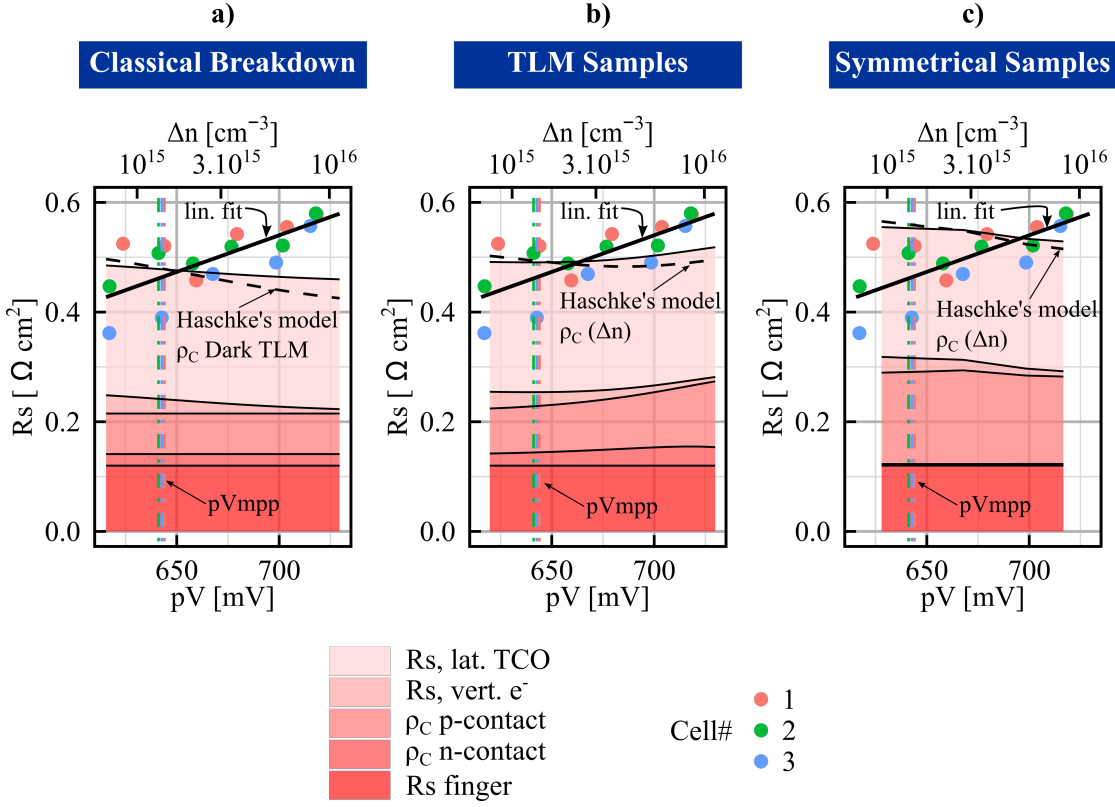 a)
Classical Breakdown
Δn [cm⁻³]
10¹⁵ 3.10¹⁵ 10¹⁶
0.6
0.4
0.2
0.0
Rs [ Ω cm²]
lin. fit
Haschke's model
ρC Dark TLM
pVmpp
650 700
pV [mV]
b)
TLM Samples
Δn [cm⁻³]
10¹⁵ 3.10¹⁵ 10¹⁶
0.6
0.4
0.2
0.0
Rs [ Ω cm²]
lin. fit
Haschke's model
ρC (Δn)
pVmpp
650 700
pV [mV]
c)
Symmetrical Samples
Δn [cm⁻³]
10¹⁵ 3.10¹⁵ 10¹⁶
0.6
0.4
0.2
0.0
Rs [ Ω cm²]
lin. fit
Haschke's model
ρC (Δn)
pVmpp
650 700
pV [mV]
Rs, lat. TCO
Rs, vert. e⁻
ρC p-contact
ρC n-contact
Rs finger
Cell#
1
2
3